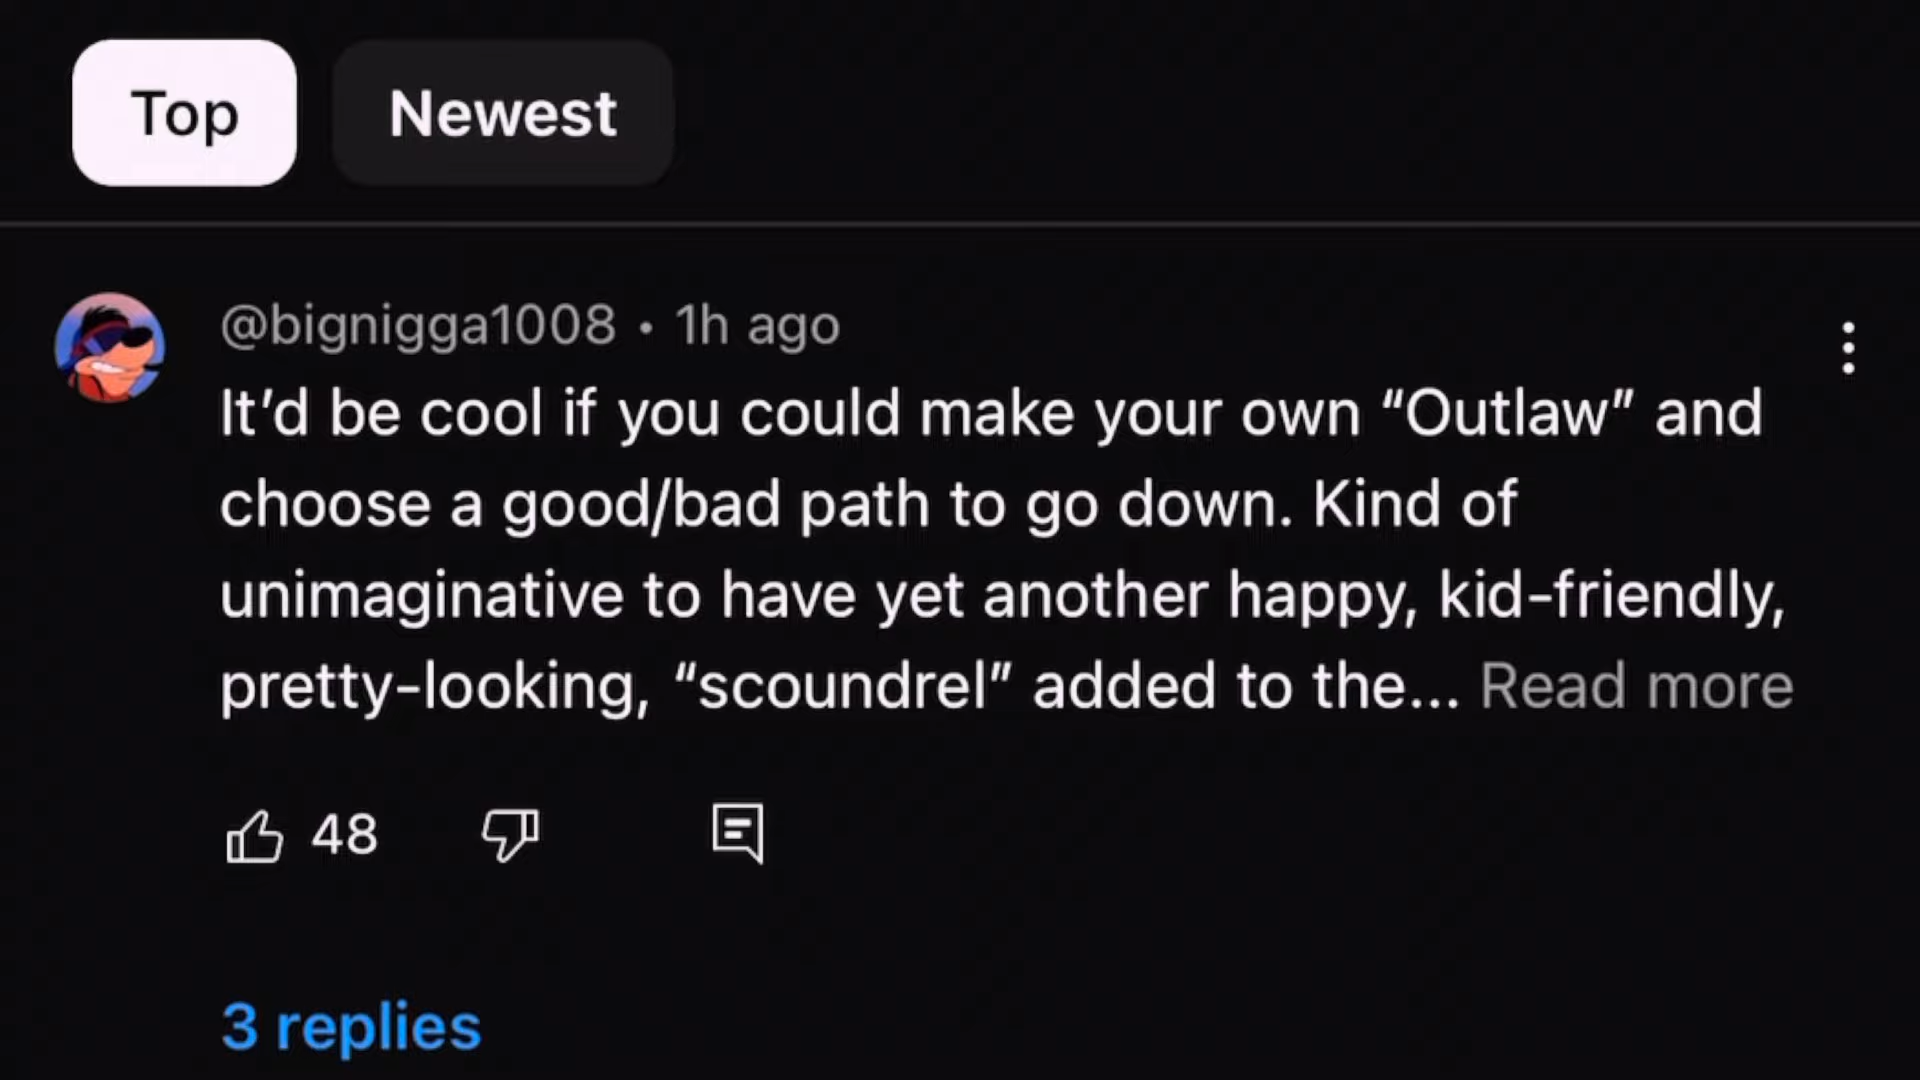 Top
Newest
@bignigga1008 • 1h ago
It’d be cool if you could make your own “Outlaw” and
choose a good/bad path to go down. Kind of
unimaginative to have yet another happy, kid-friendly,
pretty-looking, “scoundrel” added to the... Read more
48
3 replies